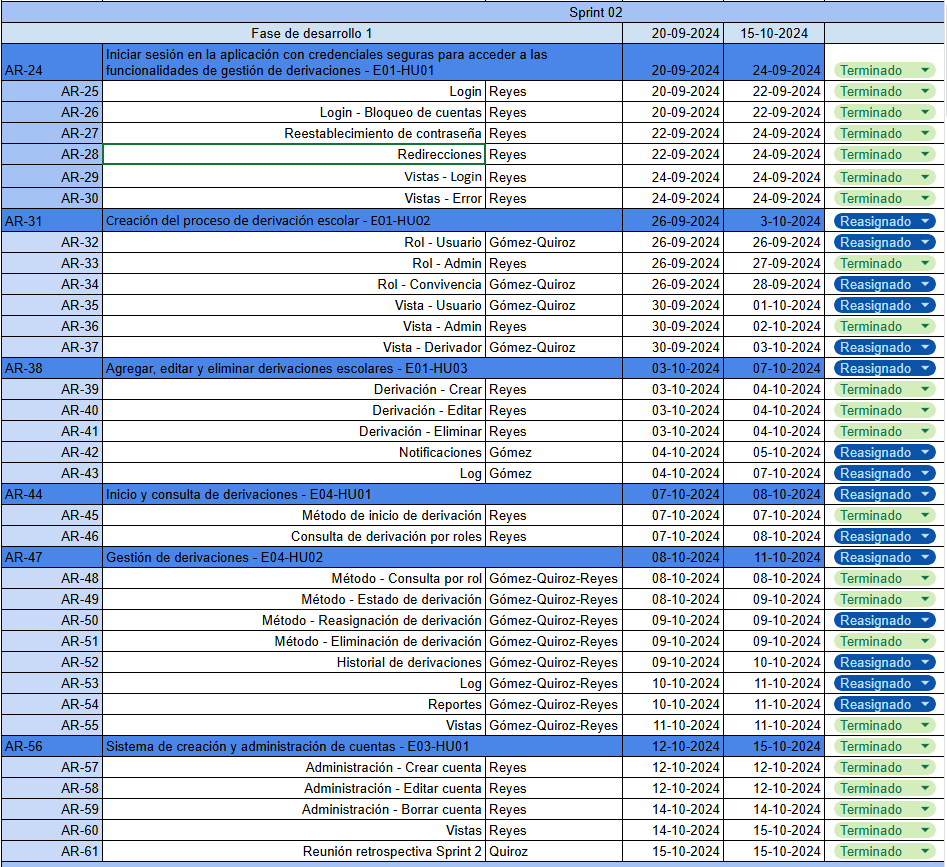 Sprint 02
Fase de desarrollo 1 20-09-2024 15-10-2024
Iniciar sesión en la aplicación con credenciales seguras para acceder a las
AR-24 funcionalidades de gestión de derivaciones - E01-HU01 20-09-2024 24-09-2024 Terminado
AR-25 Login Reyes 20-09-2024 22-09-2024 Terminado
AR-26 Login - Bloqueo de cuentas Reyes 20-09-2024 22-09-2024 Terminado
AR-27 Reestablecimiento de contraseña Reyes 22-09-2024 24-09-2024 Terminado
AR-28 Redirecciones Reyes 22-09-2024 24-09-2024 Terminado
AR-29 Vistas - Login Reyes 24-09-2024 24-09-2024 Terminado
AR-30 Vistas - Error Reyes 24-09-2024 24-09-2024 Terminado
AR-31 Creación del proceso de derivación escolar - E01-HU02 26-09-2024 3-10-2024 Reasignado
AR-32 Rol - Usuario Gómez-Quiroz 26-09-2024 26-09-2024 Reasignado
AR-33 Rol - Admin Reyes 26-09-2024 27-09-2024 Terminado
AR-34 Rol - Convivencia Gómez-Quiroz 26-09-2024 28-09-2024 Reasignado
AR-35 Vista - Usuario Gómez-Quiroz 30-09-2024 01-10-2024 Reasignado
AR-36 Vista - Admin Reyes 30-09-2024 02-10-2024 Terminado
AR-37 Vista - Derivador Gómez-Quiroz 30-09-2024 03-10-2024 Reasignado
AR-38 Agregar, editar y eliminar derivaciones escolares - E01-HU03 03-10-2024 07-10-2024 Reasignado
AR-39 Derivación - Crear Reyes 03-10-2024 04-10-2024 Terminado
AR-40 Derivación - Editar Reyes 03-10-2024 04-10-2024 Terminado
AR-41 Derivación - Eliminar Reyes 03-10-2024 04-10-2024 Terminado
AR-42 Notificaciones Gómez 04-10-2024 05-10-2024 Reasignado
AR-43 Log Gómez 04-10-2024 07-10-2024 Reasignado
AR-44 Inicio y consulta de derivaciones - E04-HU01 07-10-2024 08-10-2024 Reasignado
AR-45 Método de inicio de derivación Reyes 07-10-2024 07-10-2024 Terminado
AR-46 Consulta de derivación por roles Reyes 07-10-2024 08-10-2024 Reasignado
AR-47 Gestión de derivaciones - E04-HU02 08-10-2024 11-10-2024 Reasignado
AR-48 Método - Consulta por rol Gómez-Quiroz-Reyes 08-10-2024 08-10-2024 Terminado
AR-49 Método - Estado de derivación Gómez-Quiroz-Reyes 08-10-2024 09-10-2024 Terminado
AR-50 Método - Reasignación de derivación Gómez-Quiroz-Reyes 09-10-2024 09-10-2024 Reasignado
AR-51 Método - Eliminación de derivación Gómez-Quiroz-Reyes 09-10-2024 09-10-2024 Terminado
AR-52 Historial de derivaciones Gómez-Quiroz-Reyes 09-10-2024 10-10-2024 Reasignado
AR-53 Log Gómez-Quiroz-Reyes 10-10-2024 11-10-2024 Reasignado
AR-54 Reportes Gómez-Quiroz-Reyes 10-10-2024 11-10-2024 Reasignado
AR-55 Vistas Gómez-Quiroz-Reyes 11-10-2024 11-10-2024 Terminado
AR-56 Sistema de creación y administración de cuentas - E03-HU01 12-10-2024 15-10-2024 Terminado
AR-57 Administración - Crear cuenta Reyes 12-10-2024 12-10-2024 Terminado
AR-58 Administración - Editar cuenta Reyes 12-10-2024 12-10-2024 Terminado
AR-59 Administración - Borrar cuenta Reyes 14-10-2024 14-10-2024 Terminado
AR-60 Vistas Reyes 14-10-2024 15-10-2024 Terminado
AR-61 Reunión retrospectiva Sprint 2 Quiroz 15-10-2024 15-10-2024 Terminado